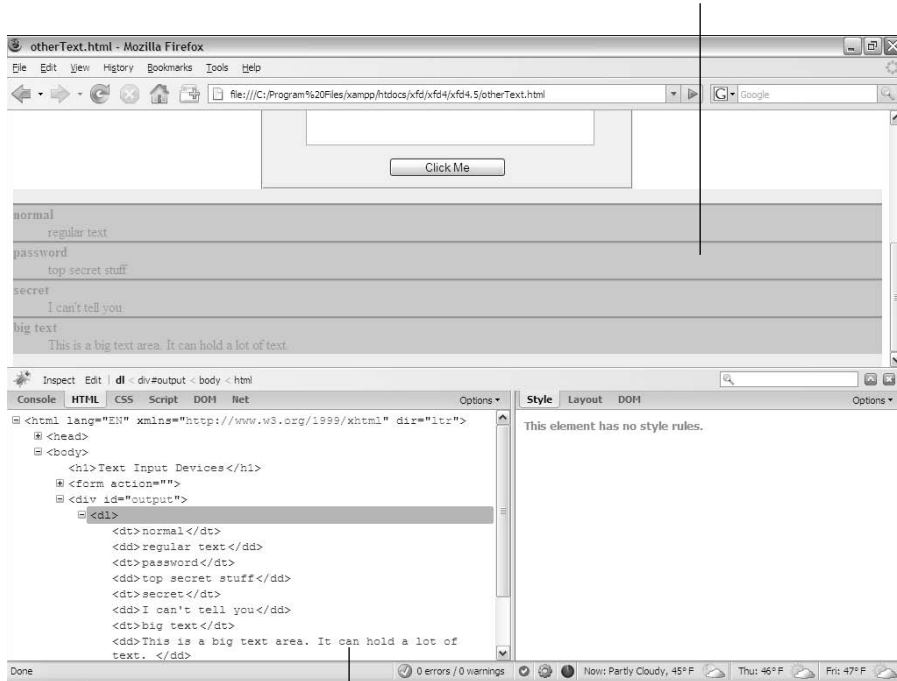 otherText.html - Mozilla Firefox
File Edit View History Bookmarks Tools Help
file:///C:/Program%20Files/xampp/htdocs/xfd/xfd4/xfd4.5/otherText.html
G Google
Click Me
normal
regular text
password
top secret stuff
secret
I can't tell you
big text
This is a big text area. It can hold a lot of text.
Inspect Edit | dl < div#output < body < html
Console HTML CSS Script DOM Net Options
Style Layout DOM Options
<html lang="EN" xmlns="http://www.w3.org/1999/xhtml" dir="ltr">
<head>
<body>
<h1>Text Input Devices</h1>
<form action="">
<div id="output">
<dl>
<dt>normal</dt>
<dd>regular text</dd>
<dt>password</dt>
<dd>top secret stuff</dd>
<dt>secret</dt>
<dd>I can't tell you</dd>
<dt>big text</dt>
<dd>This is a big text area. It can hold a lot of
text. </dd>
This element has no style rules.
Done
0 errors / 0 warnings
Now: Partly Cloudy, 45° F
Thu: 46° F
Fri: 47° F